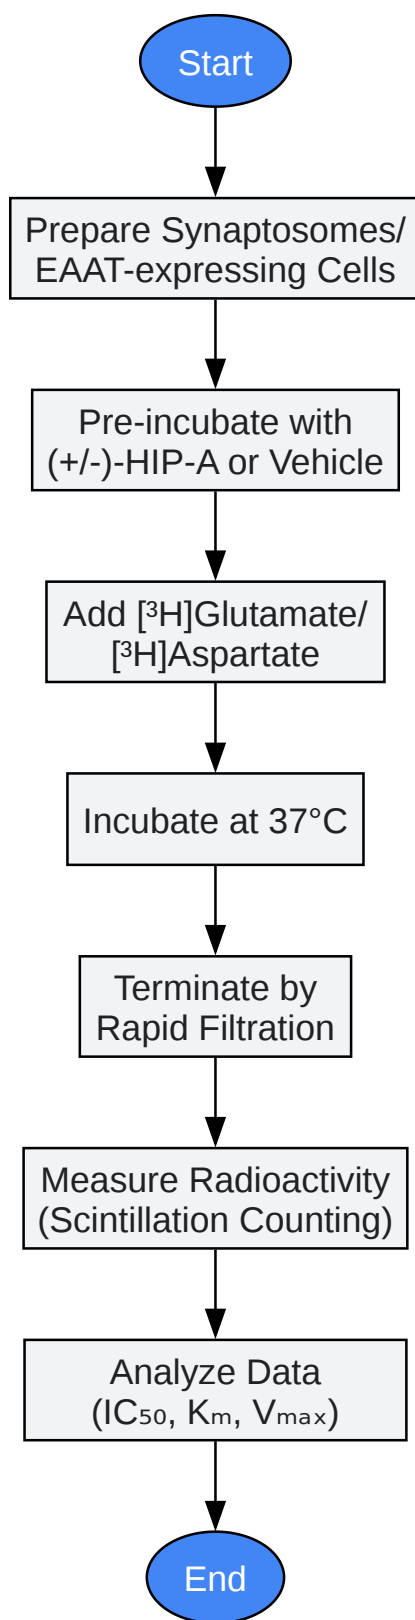 Start
Prepare Synaptosomes/
EAAT-expressing Cells
Pre-incubate with
(+/-)-HIP-A or Vehicle
Add [³H]Glutamate/
[³H]Aspartate
Incubate at 37°C
Terminate by
Rapid Filtration
Measure Radioactivity
(Scintillation Counting)
Analyze Data
(IC₅₀, Kₘ, Vₘₐₓ)
End